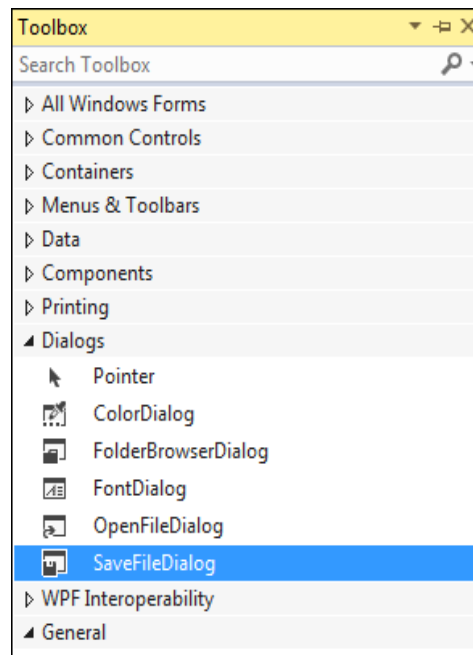 Toolbox
Search Toolbox
All Windows Forms
Common Controls
Containers
Menus & Toolbars
Data
Components
Printing
Dialogs
Pointer
ColorDialog
FolderBrowserDialog
FontDialog
OpenFileDialog
SaveFileDialog
WPF Interoperability
General